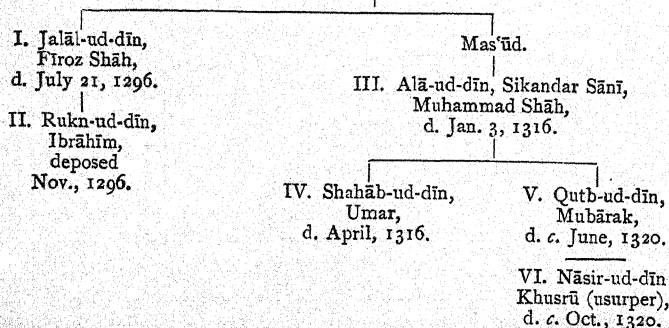 I. Jalāl-ud-dīn,
Fīroz Shāh,
d. July 21, 1296.
II. Rukn-ud-dīn,
Ibrāhīm,
deposed
Nov., 1296.
Mas‘ūd.
III. Alā-ud-dīn, Sikandar Sānī,
Muhammad Shāh,
d. Jan. 3, 1316.
IV. Shahāb-ud-dīn,
Umar,
d. April, 1316.
V. Qutb-ud-dīn,
Mubārak,
d. c. June, 1320.
VI. Nāsir-ud-dīn
Khusrū (usurper),
d. c. Oct., 1320.